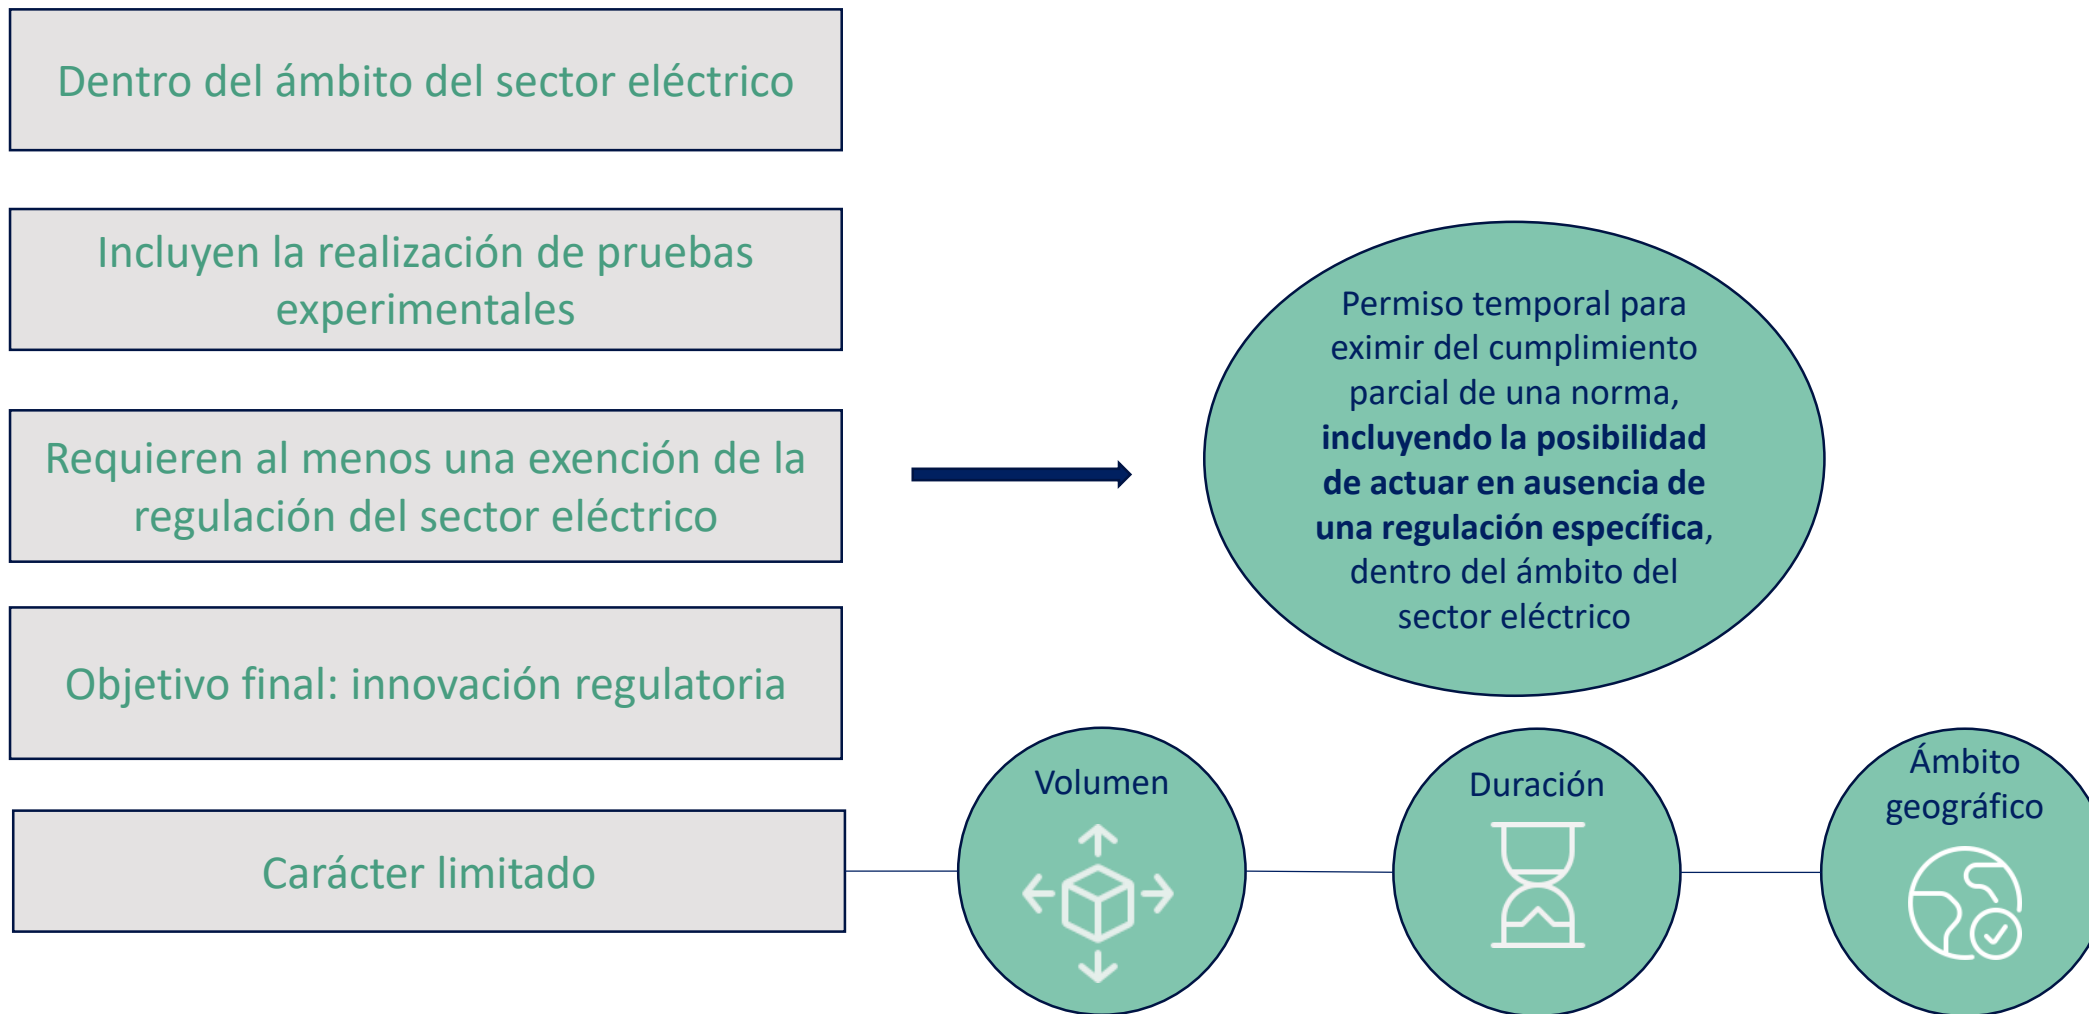 Dentro del ámbito del sector eléctrico
Incluyen la realización de pruebas
experimentales
Requieren al menos una exención de la
regulación del sector eléctrico
Permiso temporal para
eximir del cumplimiento
parcial de una norma,
incluyendo la posibilidad
de actuar en ausencia de
una regulación específica,
dentro del ámbito del
sector eléctrico
Objetivo final: innovación regulatoria
Carácter limitado
Volumen
Duración
Ámbito
geográfico